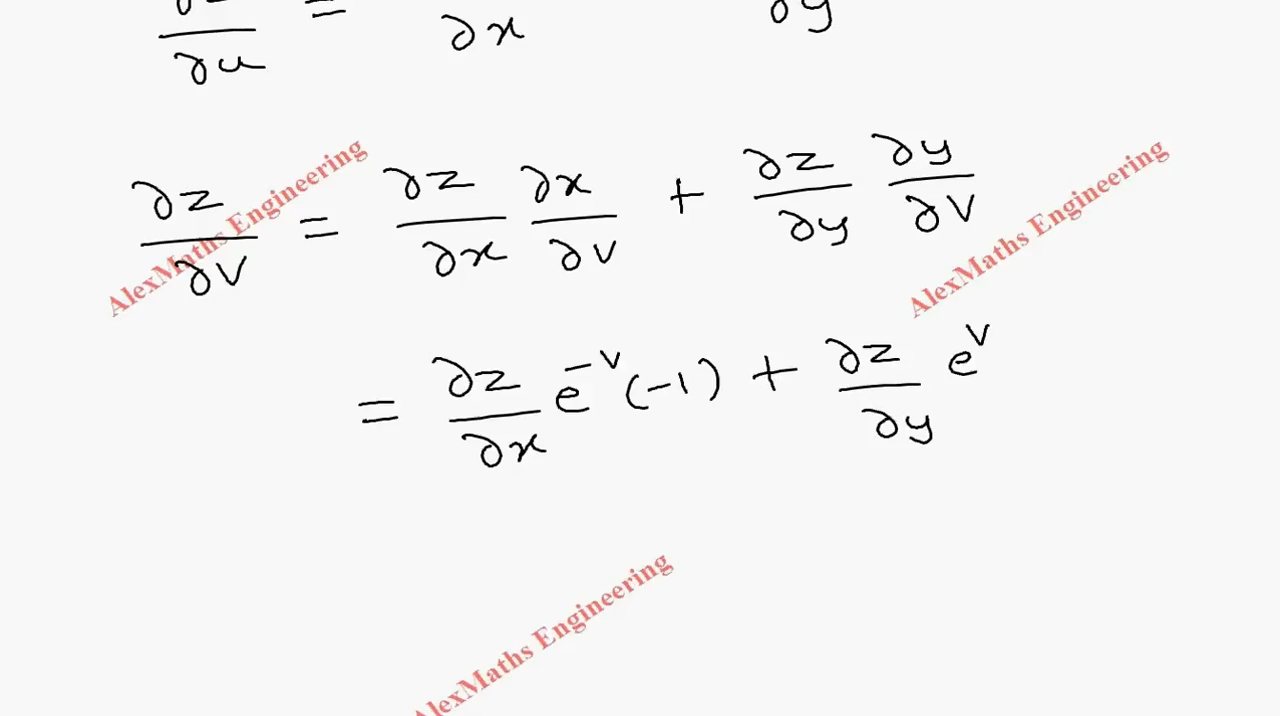 ∂z/∂u = ∂x ∂y
∂z/∂v = ∂z/∂x ∂x/∂v + ∂z/∂y ∂y/∂v
= ∂z/∂x e^{-v} (-1) + ∂z/∂y e^v
AlexMaths Engineering
AlexMaths Engineering
AlexMaths Engineering